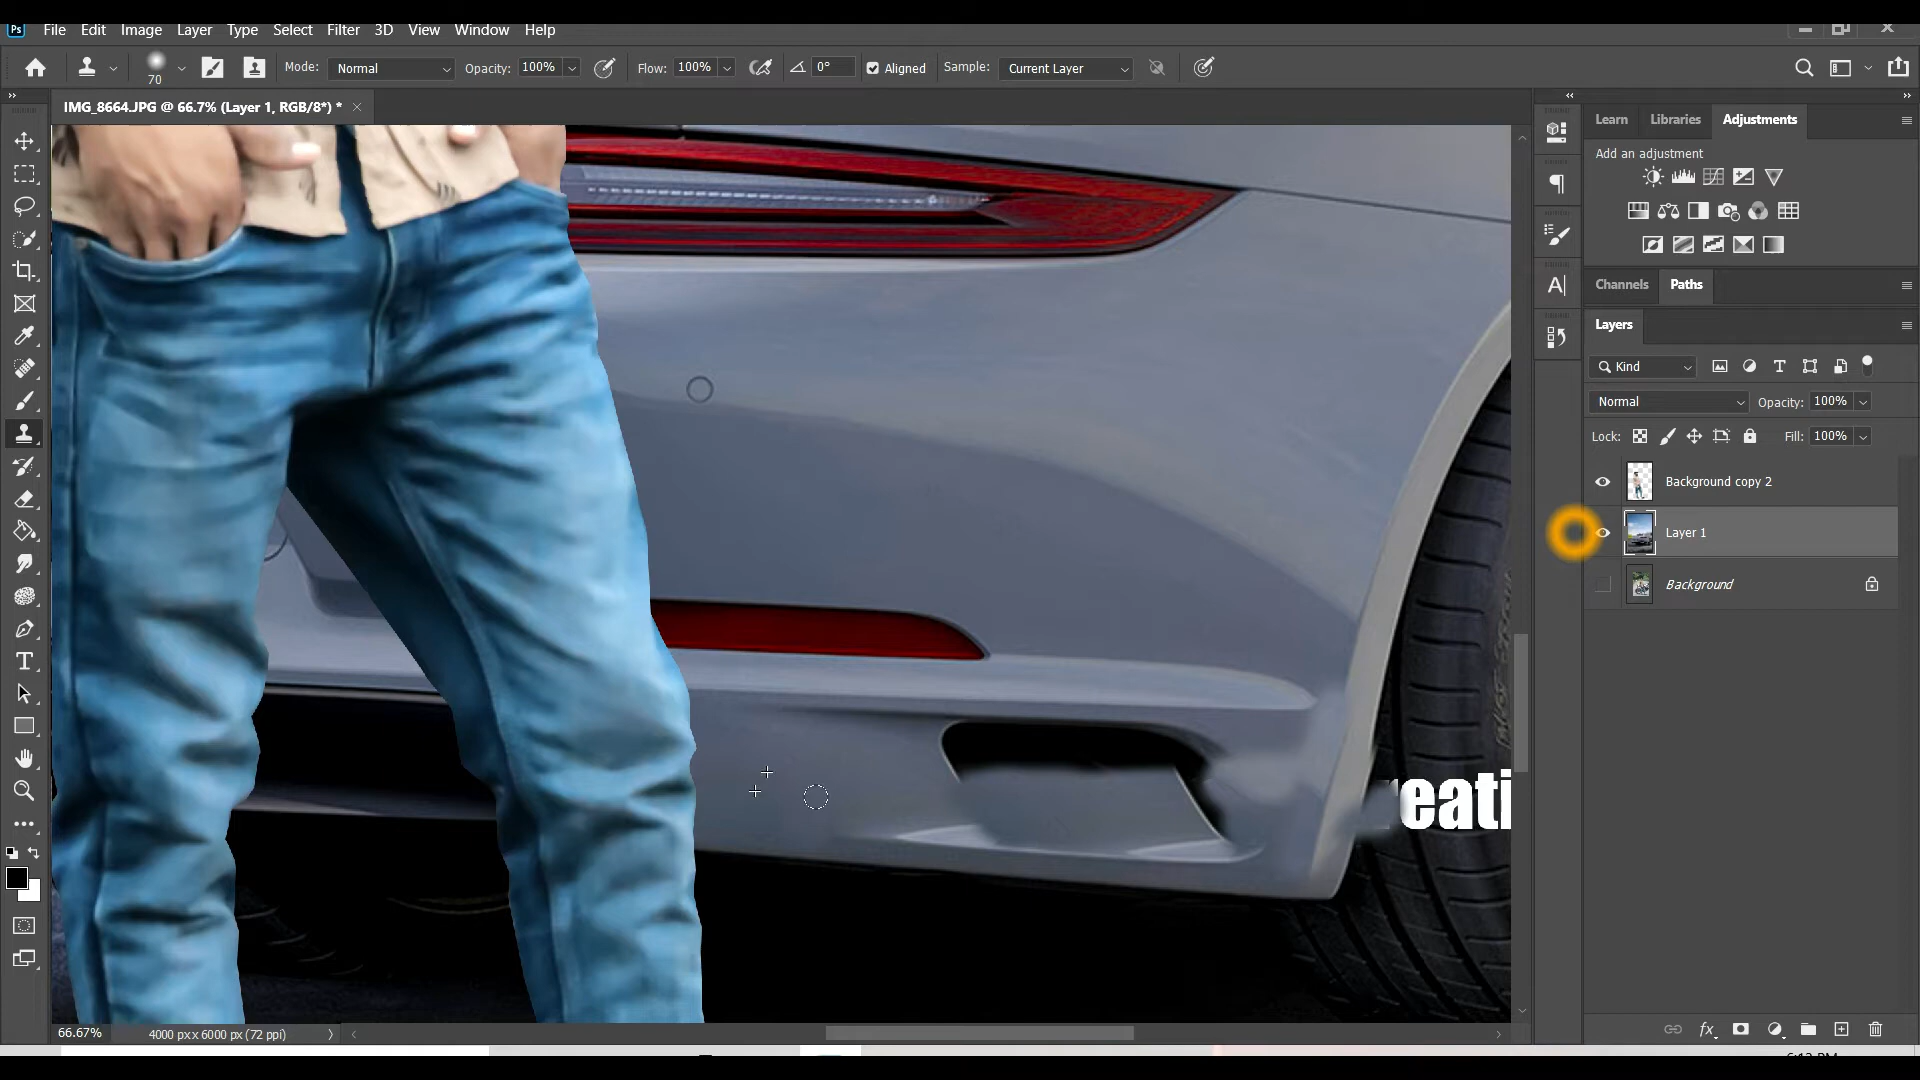 Ps File Edit Image Layer Type Select Filter 3D View Window Help
70 Mode: Normal Opacity: 100% Flow: 100% 0° Aligned Sample: Current Layer
IMG_8664.JPG @ 66.7% (Layer 1, RGB/8*) *
Learn Libraries Adjustments
Add an adjustment
Channels Paths
Layers
Kind
Normal Opacity: 100%
Lock: Fill: 100%
Background copy 2
Layer 1
Background
reati
66.67% 4000 px x 6000 px (72 ppi)